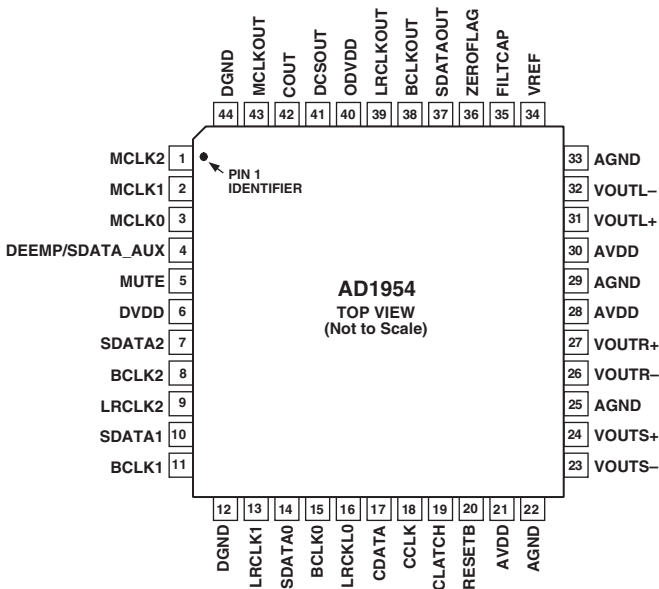 DGND
MCLKOUT
COUT
DCSOUT
ODVDD
LRCLKOUT
BCLKOUT
SDATAOUT
ZEROFLAG
FILTCAP
VREF
44 43 42 41 40 39 38 37 36 35 34
MCLK2 1
MCLK1 2
MCLK0 3
DEEMP/SDATA_AUX 4
MUTE 5
DVDD 6
SDATA2 7
BCLK2 8
LRCLK2 9
SDATA1 10
BCLK1 11
PIN 1
IDENTIFIER
AD1954
TOP VIEW
(Not to Scale)
33 AGND
32 VOUTL–
31 VOUTL+
30 AVDD
29 AGND
28 AVDD
27 VOUTR+
26 VOUTR–
25 AGND
24 VOUTS+
23 VOUTS–
12 13 14 15 16 17 18 19 20 21 22
DGND
LRCLK1
SDATA0
BCLK0
LRCKL0
CDATA
CCLK
CLATCH
RESETB
AVDD
AGND